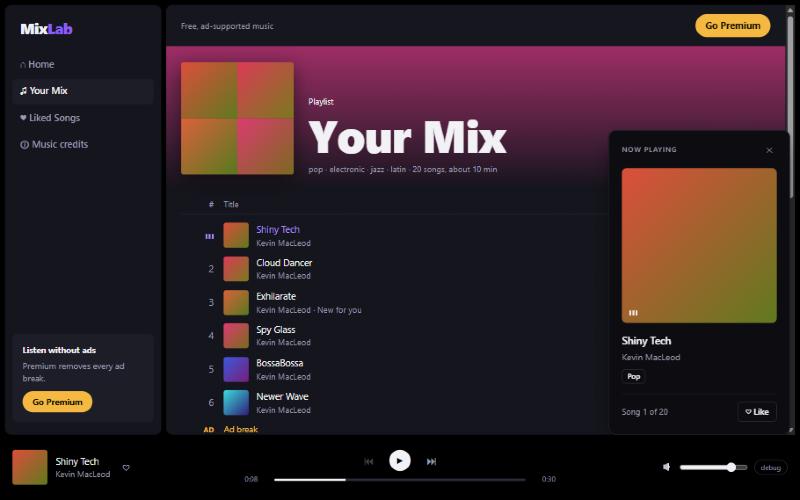 MixLab
Home
Your Mix
Liked Songs
Music credits
Listen without ads
Premium removes every ad
break.
Go Premium
Free, ad-supported music
Go Premium
Playlist
Your Mix
pop · electronic · jazz · latin · 20 songs, about 10 min
# Title
Shiny Tech
Kevin MacLeod
2 Cloud Dancer
Kevin MacLeod
3 Exhilarate
Kevin MacLeod · New for you
4 Spy Glass
Kevin MacLeod
5 BossaBossa
Kevin MacLeod
6 Newer Wave
Kevin MacLeod
AD Ad break
NOW PLAYING
Shiny Tech
Kevin MacLeod
Pop
Song 1 of 20
Like
Shiny Tech
Kevin MacLeod
0:08
0:30
debug